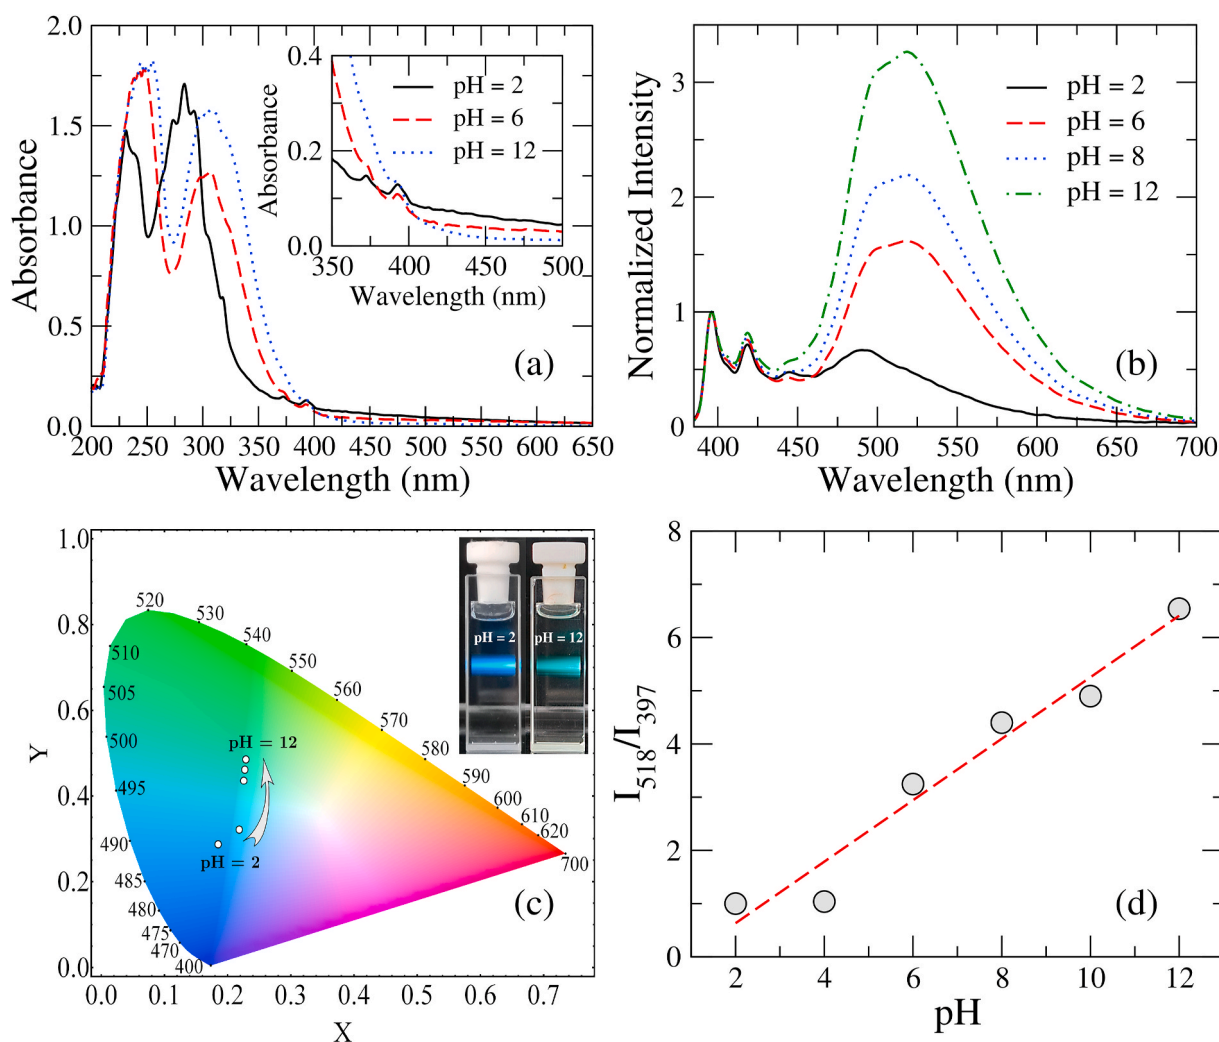 2.0
1.5
1.0
0.5
0.0
Absorbance
200 250 300 350 400 450 500 550 600 650
Wavelength (nm)
0.4
0.2
0.0
Absorbance
350 400 450 500
Wavelength (nm)
pH = 2
pH = 6
pH = 12
(a)
3
2
1
0
Normalized Intensity
400 450 500 550 600 650 700
Wavelength (nm)
pH = 2
pH = 6
pH = 8
pH = 12
(b)
1.0
0.8
0.6
0.4
0.2
0.0
Y
0.0 0.1 0.2 0.3 0.4 0.5 0.6 0.7
X
520
530
540
510
550
505
560
500
570
580
495
590
600
610
490
620
700
485
480
475
470
400
pH = 12
pH = 2
pH = 2 pH = 12
(c)
8
6
4
2
0
I518/I397
2 4 6 8 10 12
pH
(d)